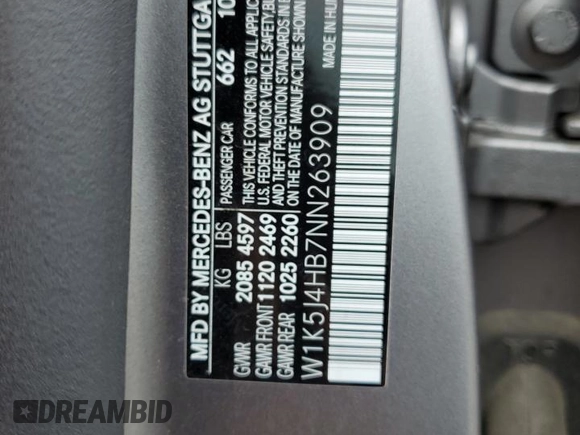 MFD BY MERCEDES-BENZ AG STUTTGA
PASSENGER CAR 662 10
KG LBS
THIS VEHICLE CONFORMS TO ALL APPLIC
GVWR 2085 4597
U.S. FEDERAL MOTOR VEHICLE SAFETY, BU
GAWR FRONT 1120 2469
AND THEFT PREVENTION STANDARDS IN
GAWR REAR 1025 2260
ON THE DATE OF MANUFACTURE SHOWN
W1K5J4HB7NN263909
MADE IN HU
DREAMBID